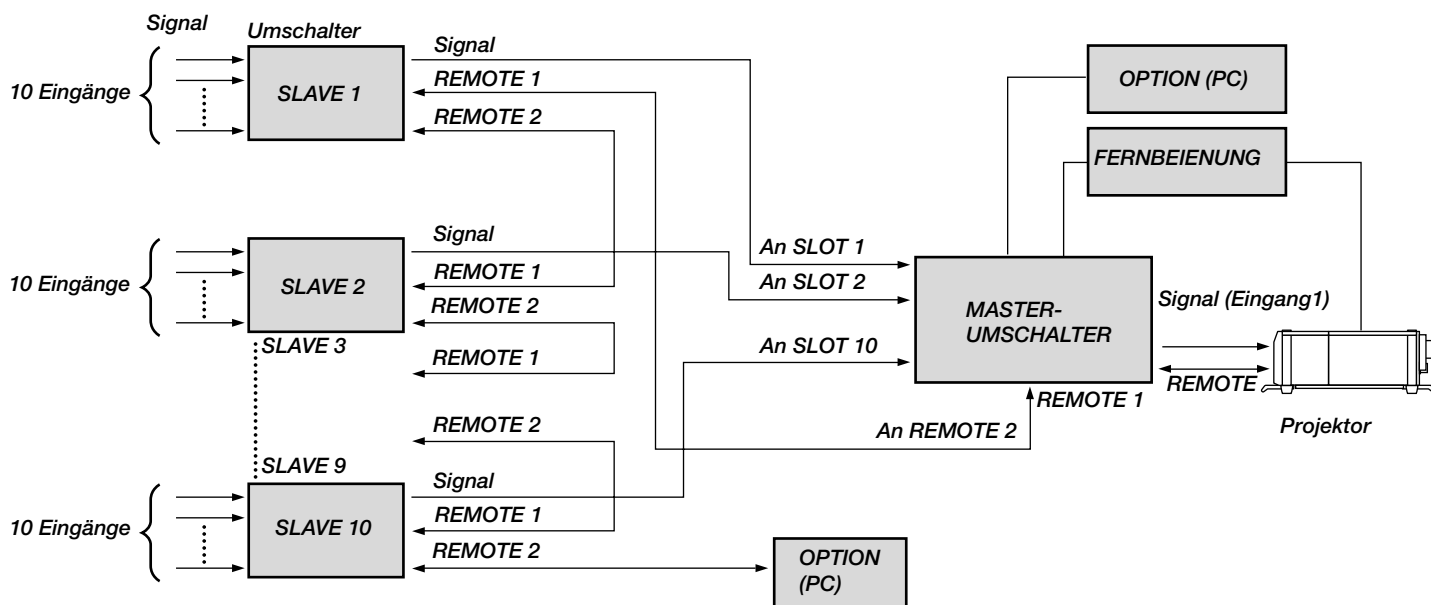 Signal
Umschalter
10 Eingänge
SLAVE 1
Signal
REMOTE 1
REMOTE 2
OPTION (PC)
FERNBEIENUNG
10 Eingänge
SLAVE 2
Signal
REMOTE 1
REMOTE 2
SLAVE 3
REMOTE 1
An SLOT 1
An SLOT 2
An SLOT 10
MASTER-
UMSCHALTER
Signal (Eingang1)
REMOTE
REMOTE 1
An REMOTE 2
Projektor
REMOTE 2
SLAVE 9
10 Eingänge
SLAVE 10
Signal
REMOTE 1
REMOTE 2
OPTION
(PC)